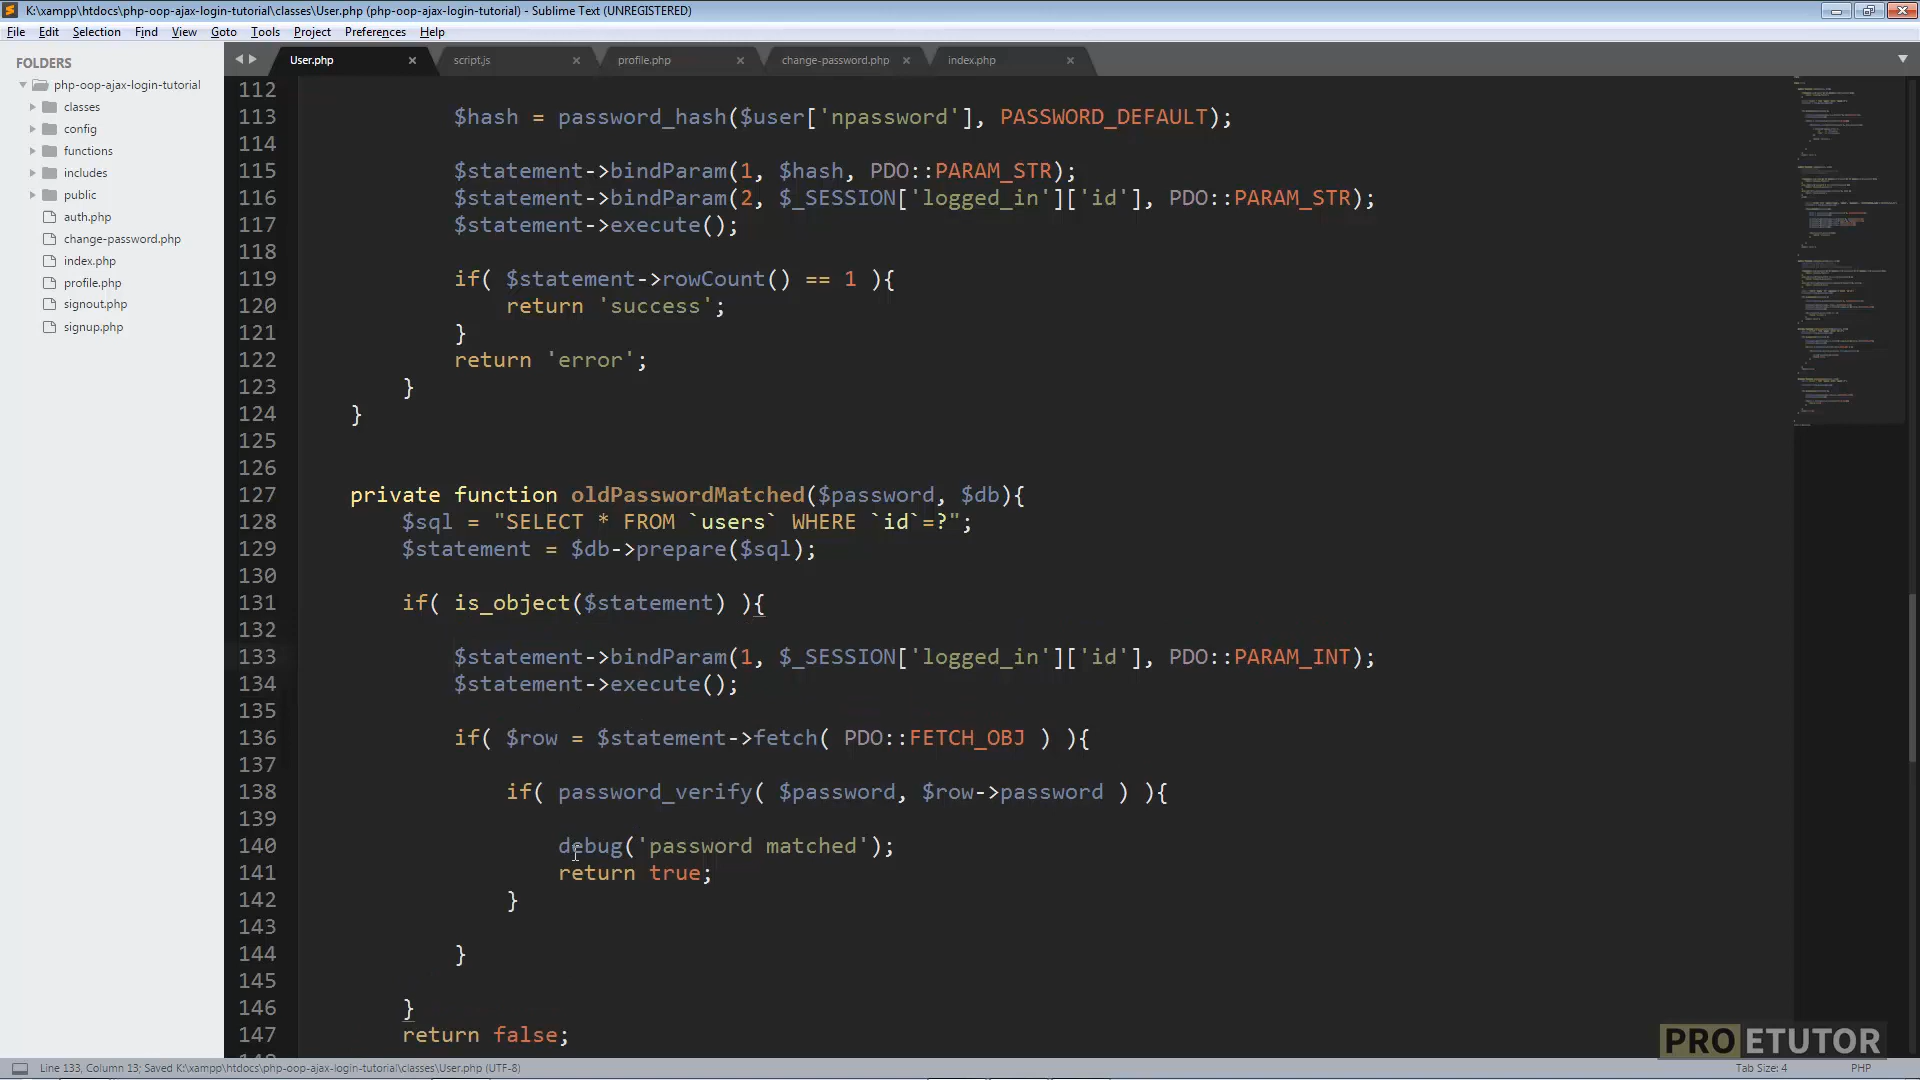 K:\xampp\htdocs\php-oop-ajax-login-tutorial\classes\User.php (php-oop-ajax-login-tutorial) - Sublime Text (UNREGISTERED)
File Edit Selection Find View Goto Tools Project Preferences Help
FOLDERS
php-oop-ajax-login-tutorial
classes
config
functions
includes
public
auth.php
change-password.php
index.php
profile.php
signout.php
signup.php
User.php script.js profile.php change-password.php index.php
112
113 $hash = password_hash($user['npassword'], PASSWORD_DEFAULT);
114
115 $statement->bindParam(1, $hash, PDO::PARAM_STR);
116 $statement->bindParam(2, $_SESSION['logged_in']['id'], PDO::PARAM_STR);
117 $statement->execute();
118
119 if( $statement->rowCount() == 1 ){
120 return 'success';
121 }
122 return 'error';
123 }
124 }
125
126
127 private function oldPasswordMatched($password, $db){
128 $sql = "SELECT * FROM `users` WHERE `id`=?";
129 $statement = $db->prepare($sql);
130
131 if( is_object($statement) ){
132
133 $statement->bindParam(1, $_SESSION['logged_in']['id'], PDO::PARAM_INT);
134 $statement->execute();
135
136 if( $row = $statement->fetch( PDO::FETCH_OBJ ) ){
137
138 if( password_verify( $password, $row->password ) ){
139
140 debug('password matched');
141 return true;
142 }
143
144 }
145
146 }
147 return false;
PROETUTOR
Line 133, Column 13; Saved K:\xampp\htdocs\php-oop-ajax-login-tutorial\classes\User.php (UTF-8)
Tab Size: 4
PHP